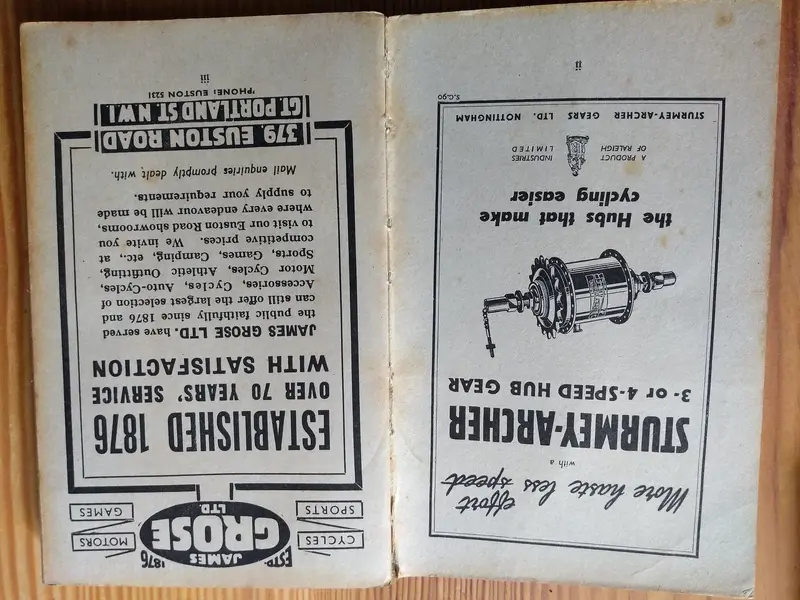 effort
More haste less speed
with a
STURMEY-ARCHER
3- or 4-SPEED HUB GEAR
the Hubs that make
cycling easier
A PRODUCT
OF RALEIGH
INDUSTRIES
LIMITED
STURMEY-ARCHER GEARS LTD. NOTTINGHAM
S.G.90
ii
ESTD. 1876
JAMES
GROSE
LTD
CYCLES
SPORTS
MOTORS
GAMES
ESTABLISHED 1876
OVER 70 YEARS' SERVICE
WITH SATISFACTION
JAMES GROSE LTD. have served
the public faithfully since 1876 and
can still offer the largest selection of
Accessories, Cycles, Auto-Cycles,
Motor Cycles, Athletic Outfitting,
Sports, Games, Camping, etc., at
competitive prices. We invite you
to visit our Euston Road showrooms,
where every endeavour will be made
to supply your requirements.
Mail enquiries promptly dealt with.
379, EUSTON ROAD
GT. PORTLAND ST. N.W.1.
'PHONE: EUSTON 5231
iii